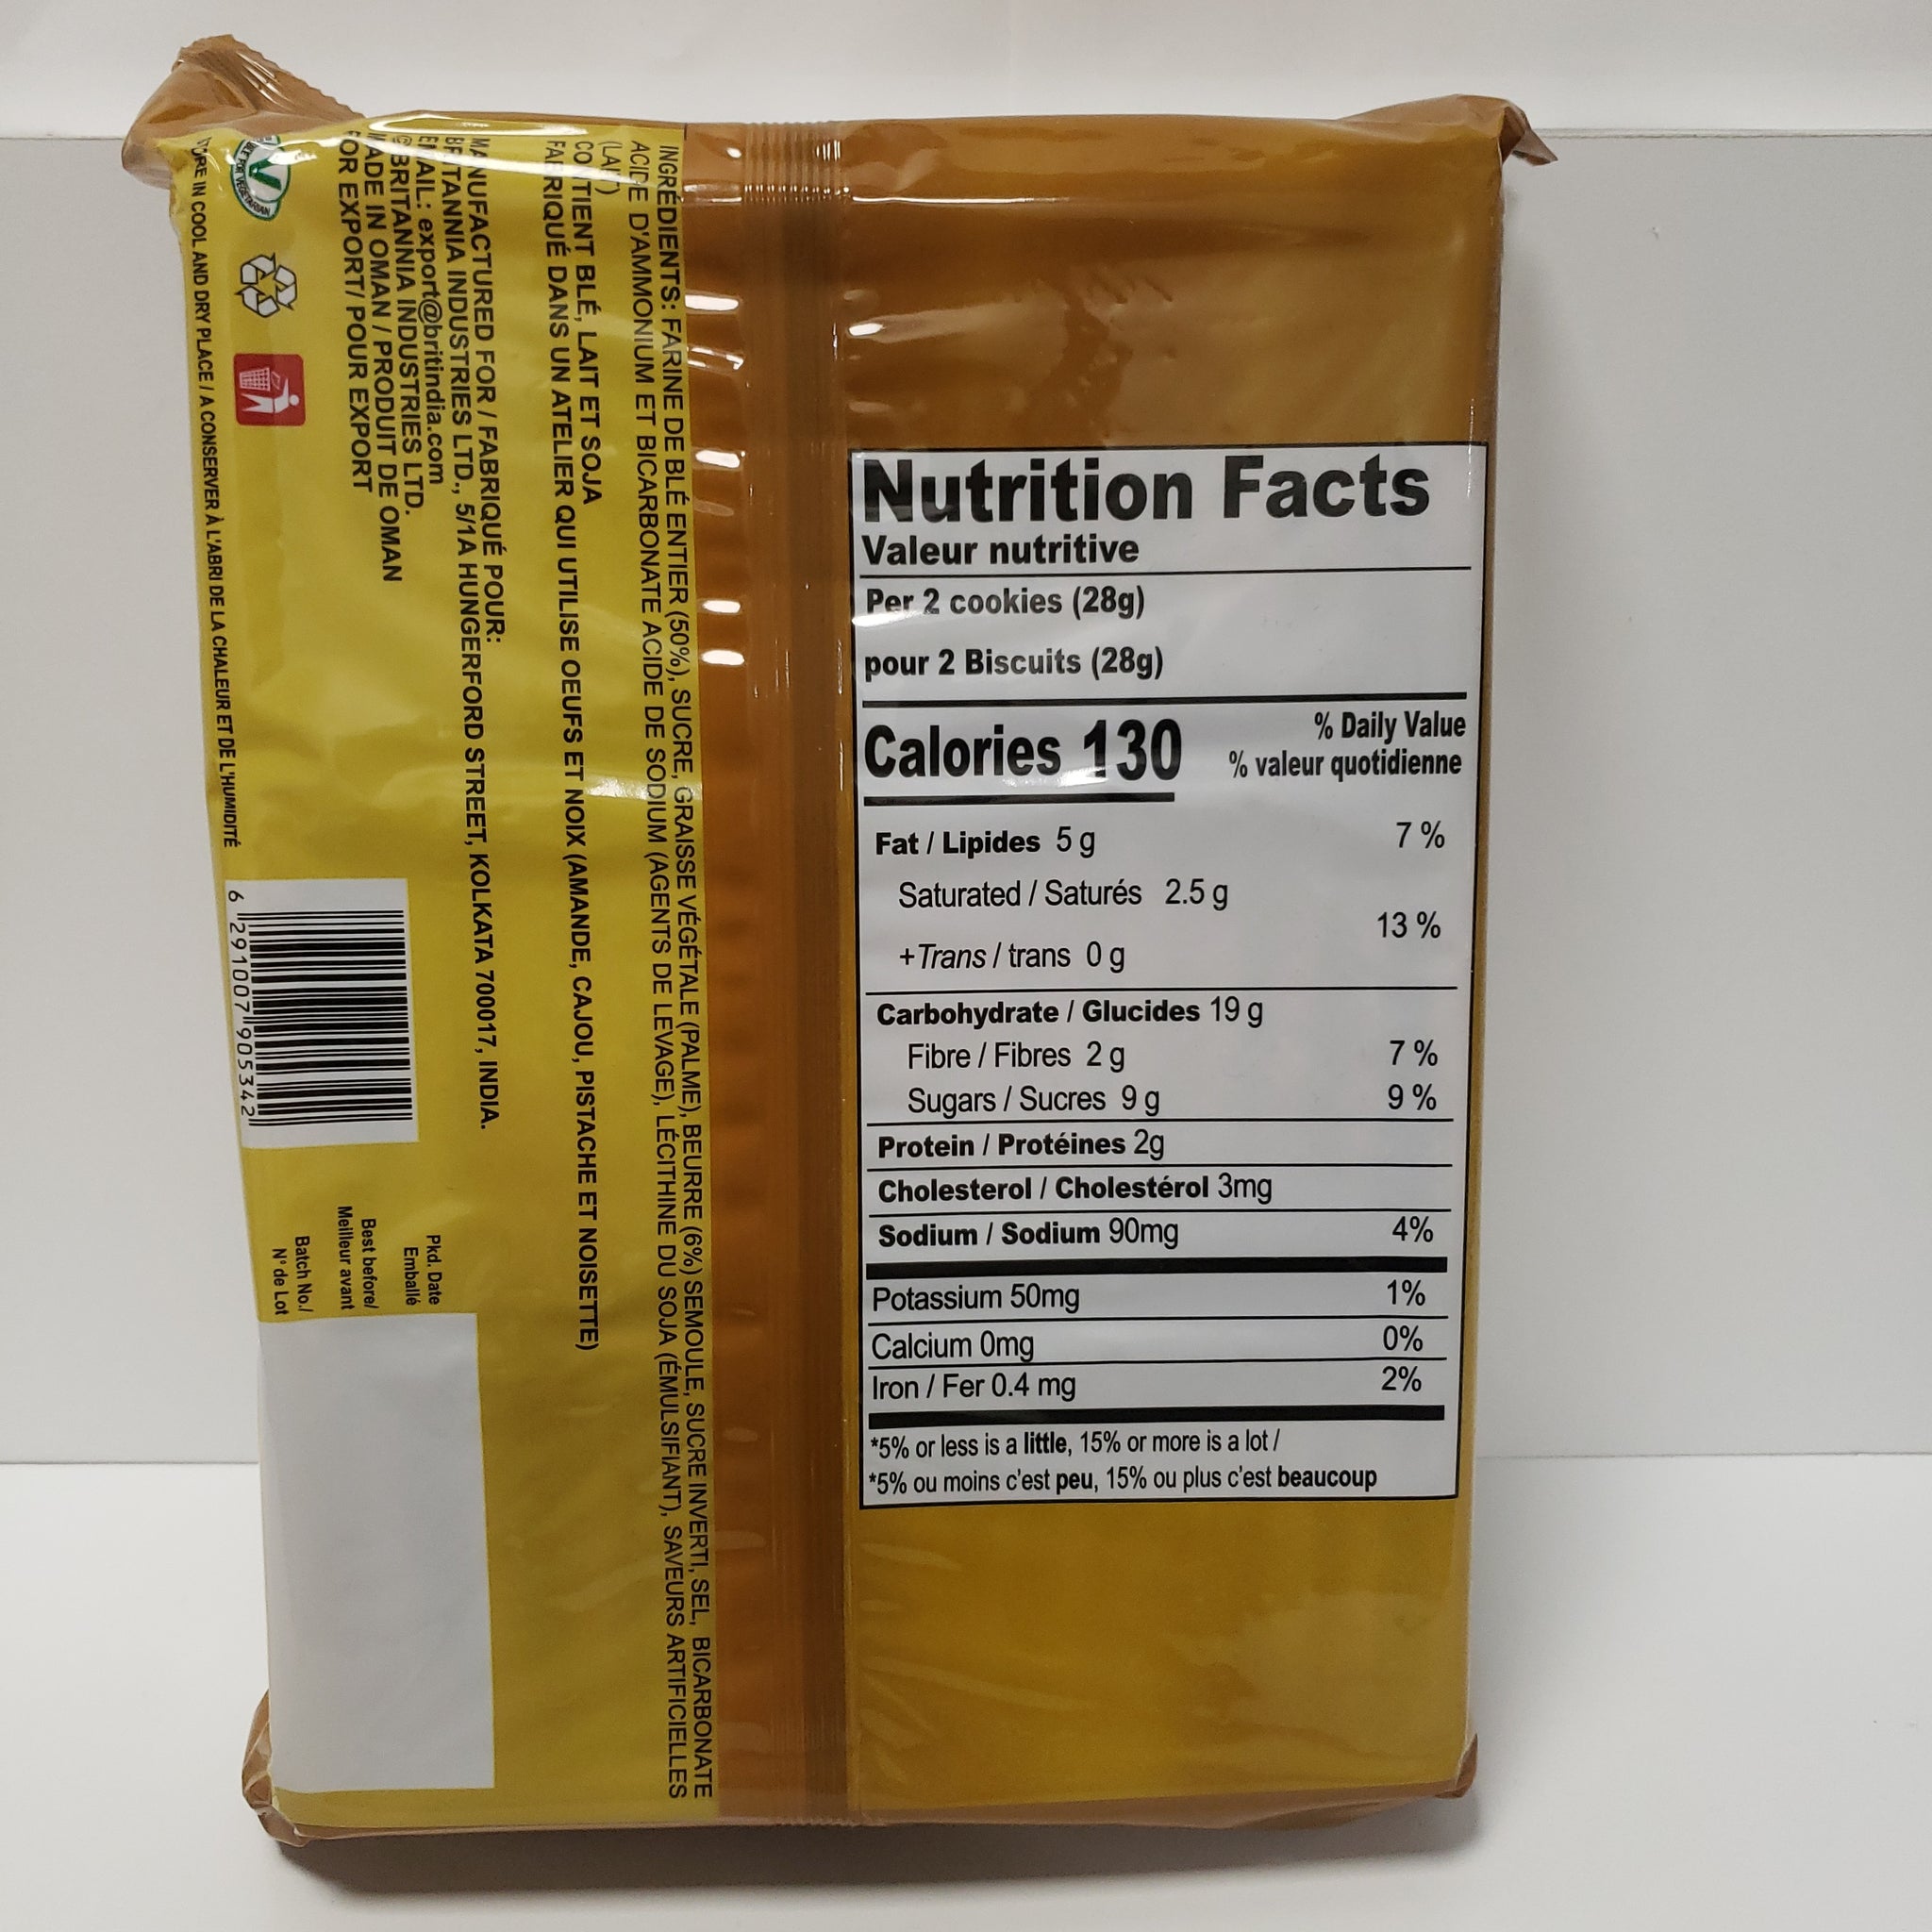 INGRÉDIENTS: FARINE DE BLÉ ENTIER (50%), SUCRE, GRAISSE VÉGÉTALE (PALME), BEURRE (6%) SEMOULE, SUCRE INVERTI, SEL, BICARBONATE
ACIDE D'AMMONIUM ET BICARBONATE ACIDE DE SODIUM (AGENTS DE LEVAGE), LÉCITHINE DU SOJA (ÉMULSIFIANT), SAVEURS ARTIFICIELLES
(LAIT)
CONTIENT BLÉ, LAIT ET SOJA
FABRIQUÉ DANS UN ATELIER QUI UTILISE OEUFS ET NOIX (AMANDE, CAJOU, PISTACHE ET NOISETTE)
MANUFACTURED FOR / FABRIQUÉ POUR:
BRITANNIA INDUSTRIES LTD., 5/1A HUNGERFORD STREET, KOLKATA 700017, INDIA.
EMAIL: export@britindia.com
©BRITANNIA INDUSTRIES LTD.
MADE IN OMAN / PRODUIT DE OMAN
FOR EXPORT/ POUR EXPORT
V
FOR VEGETARIAN
STORE IN COOL AND DRY PLACE / A CONSERVER À L'ABRI DE LA CHALEUR ET DE L'HUMIDITÉ
6 291007 905342
Pkd. Date
Emballé
Best before/
Meilleur avant
Batch No./
N° de Lot
Nutrition Facts
Valeur nutritive
Per 2 cookies (28g)
pour 2 Biscuits (28g)
Calories 130
% Daily Value
% valeur quotidienne
Fat / Lipides 5 g 7 %
Saturated / Saturés 2.5 g
13 %
+Trans / trans 0 g
Carbohydrate / Glucides 19 g
Fibre / Fibres 2 g 7 %
Sugars / Sucres 9 g 9 %
Protein / Protéines 2g
Cholesterol / Cholestérol 3mg
Sodium / Sodium 90mg 4%
Potassium 50mg 1%
Calcium 0mg 0%
Iron / Fer 0.4 mg 2%
*5% or less is a little, 15% or more is a lot /
*5% ou moins c'est peu, 15% ou plus c'est beaucoup